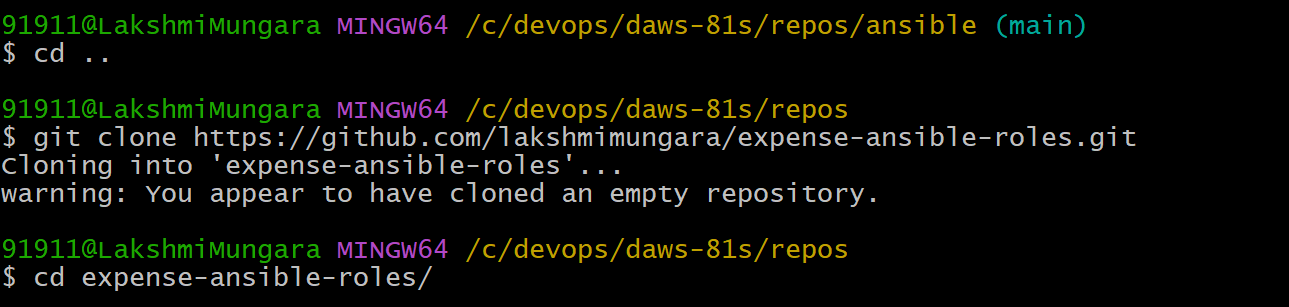 91911@LakshmiMungara MINGW64 /c/devops/daws-81s/repos/ansible (main)
$ cd ..
91911@LakshmiMungara MINGW64 /c/devops/daws-81s/repos
$ git clone https://github.com/lakshmimungara/expense-ansible-roles.git
Cloning into 'expense-ansible-roles'...
warning: You appear to have cloned an empty repository.
91911@LakshmiMungara MINGW64 /c/devops/daws-81s/repos
$ cd expense-ansible-roles/